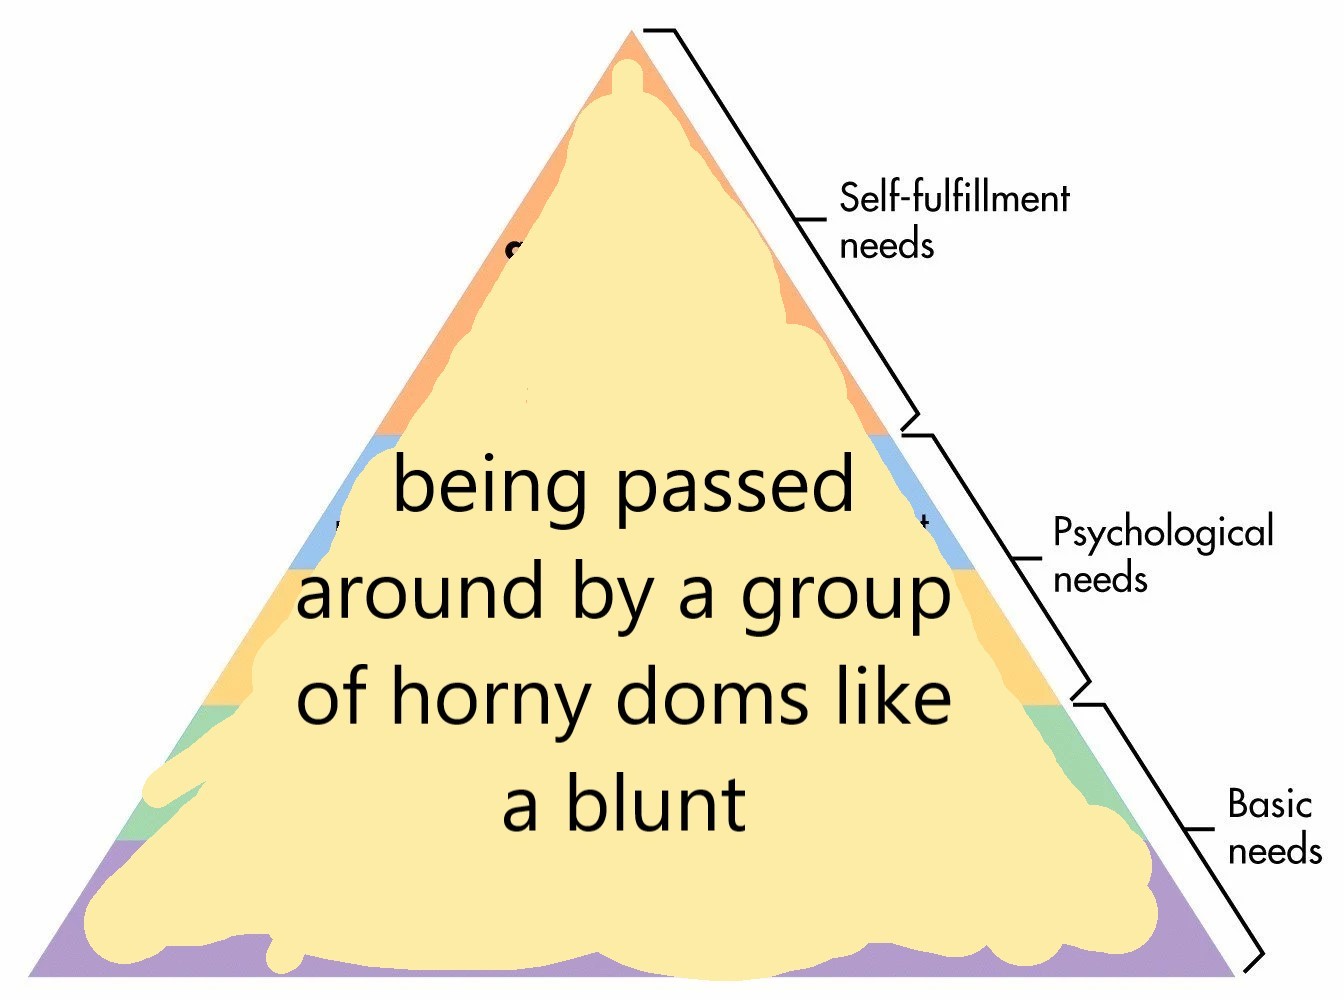 Self-fulfillment
needs
being passed
around by a group
of horny doms like
a blunt
Psychological
needs
Basic
needs